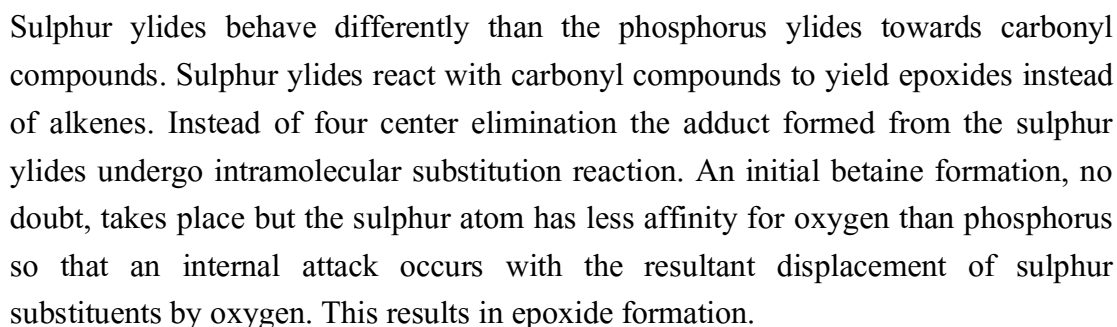 Sulphur ylides behave differently than the phosphorus ylides towards carbonyl
compounds. Sulphur ylides react with carbonyl compounds to yield epoxides instead
of alkenes. Instead of four center elimination the adduct formed from the sulphur
ylides undergo intramolecular substitution reaction. An initial betaine formation, no
doubt, takes place but the sulphur atom has less affinity for oxygen than phosphorus
so that an internal attack occurs with the resultant displacement of sulphur
substituents by oxygen. This results in epoxide formation.